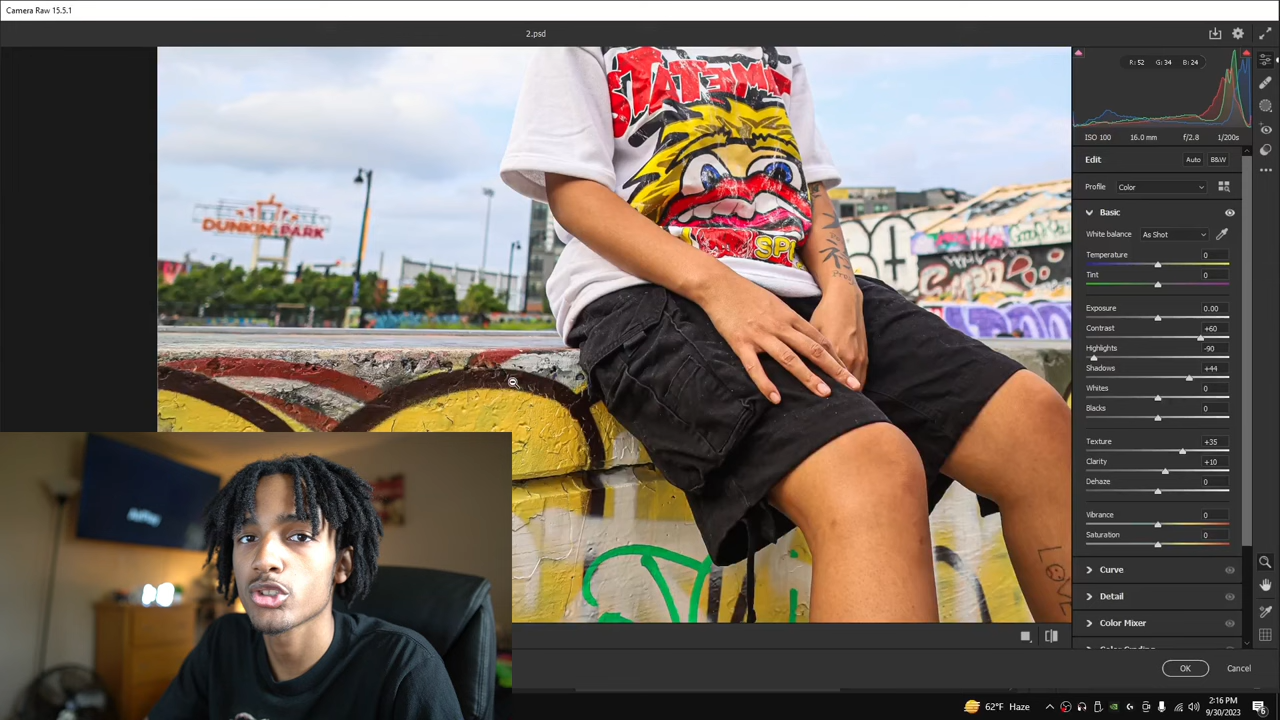 Camera Raw 15.5.1
2.psd
R: 52 G: 34 B: 24
ISO 100 16.0 mm f/2.8 1/200s
Edit Auto B&W
Profile Color
Basic
White balance As Shot
Temperature 0
Tint 0
Exposure 0.00
Contrast +60
Highlights -90
Shadows +44
Whites 0
Blacks 0
Texture +35
Clarity +10
Dehaze 0
Vibrance 0
Saturation 0
Curve
Detail
Color Mixer
OK Cancel
62°F Haze
2:16 PM
9/30/2023
6
DUNKIN' PARK
LOV